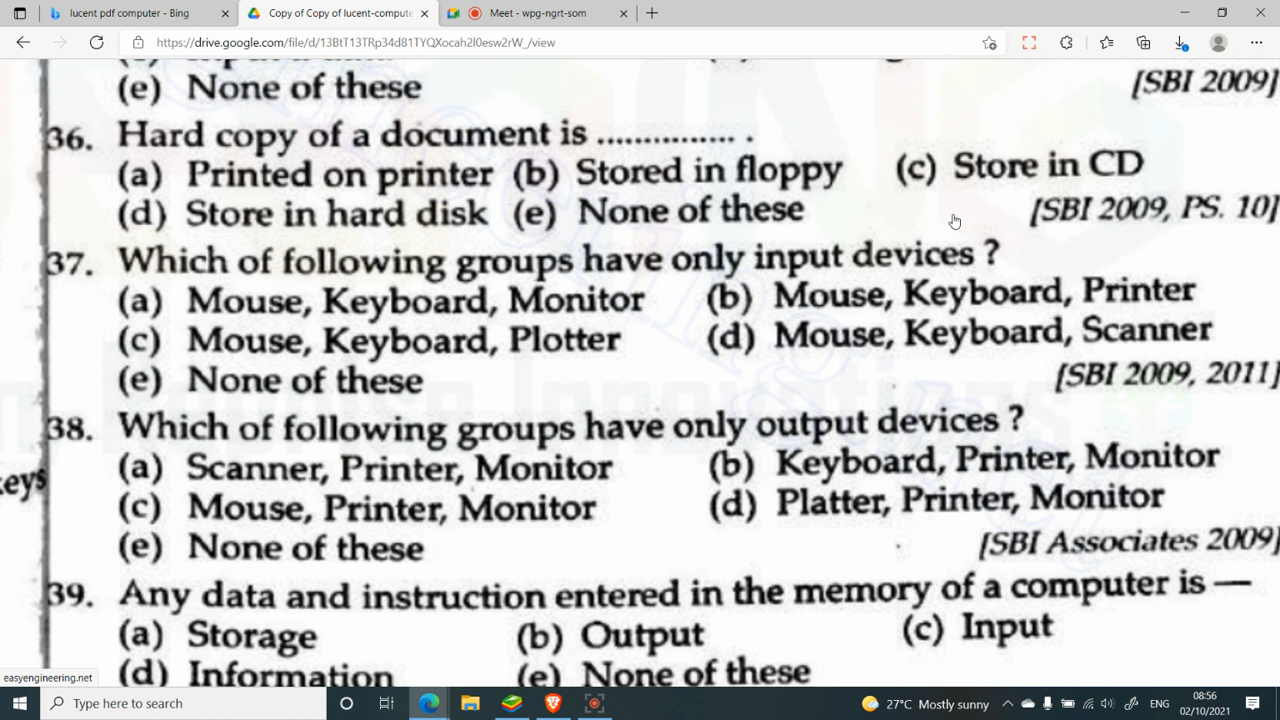 lucent pdf computer - Bing
Copy of Copy of lucent-compute
Meet - wpg-ngrt-som
https://drive.google.com/file/d/13BtT13TRp34d81TYQXocah2l0esw2rW_/view
(e) None of these [SBI 2009]
36. Hard copy of a document is ............... .
(a) Printed on printer (b) Stored in floppy (c) Store in CD
(d) Store in hard disk (e) None of these [SBI 2009, PS. 10]
37. Which of following groups have only input devices ?
(a) Mouse, Keyboard, Monitor (b) Mouse, Keyboard, Printer
(c) Mouse, Keyboard, Plotter (d) Mouse, Keyboard, Scanner
(e) None of these [SBI 2009, 2011]
38. Which of following groups have only output devices ?
(a) Scanner, Printer, Monitor (b) Keyboard, Printer, Monitor
keys (c) Mouse, Printer, Monitor (d) Platter, Printer, Monitor
(e) None of these [SBI Associates 2009]
39. Any data and instruction entered in the memory of a computer is —
(a) Storage (b) Output (c) Input
(d) Information (e) None of these
easyengineering.net
Type here to search
27°C Mostly sunny
ENG
08:56
02/10/2021